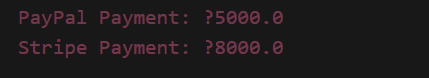 PayPal Payment: ?5000.0
Stripe Payment: ?8000.0